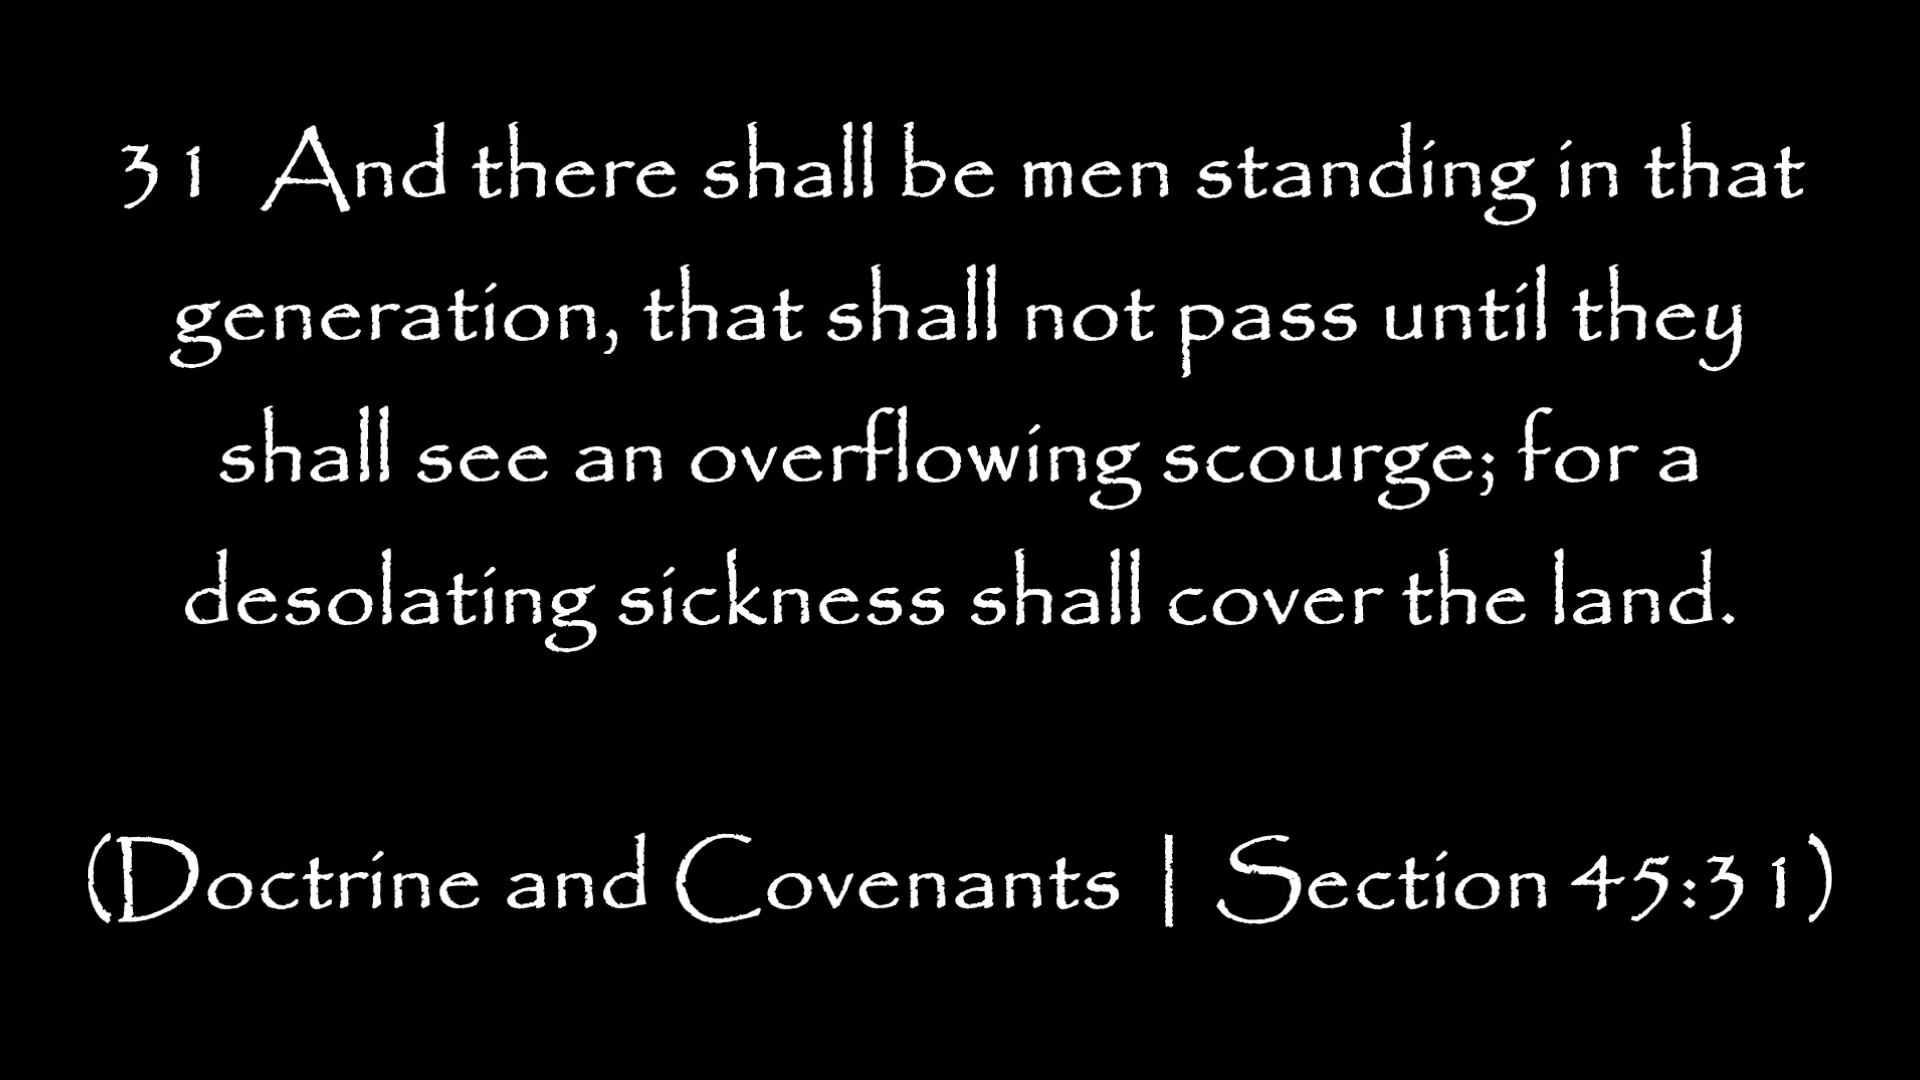 31 And there shall be men standing in that
generation, that shall not pass until they
shall see an overflowing scourge; for a
desolating sickness shall cover the land.
(Doctrine and Covenants | Section 45:31)